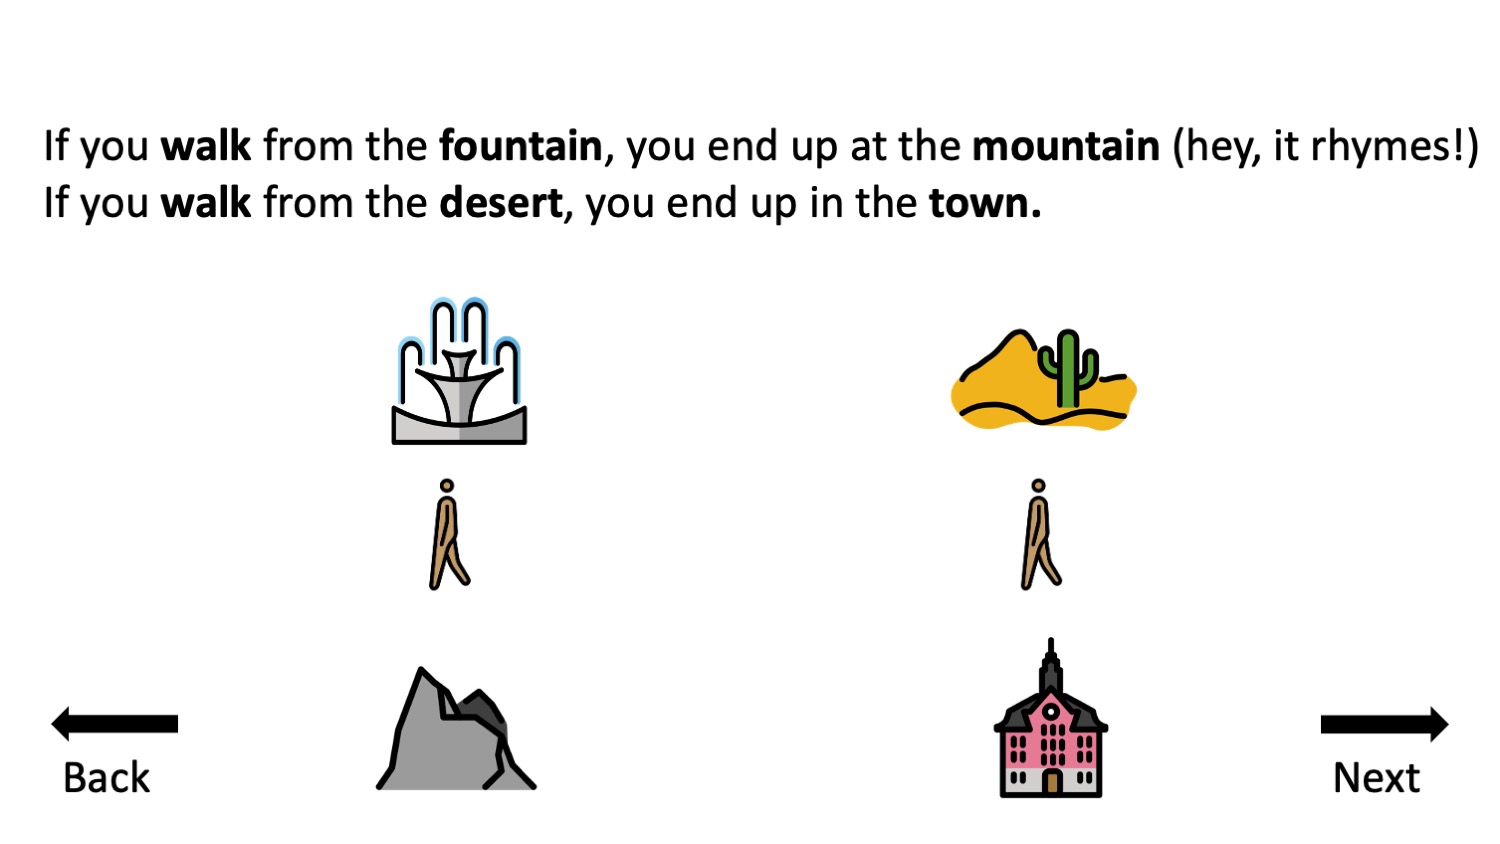 If you walk from the fountain, you end up at the mountain (hey, it rhymes!)
If you walk from the desert, you end up in the town.
Back
Next